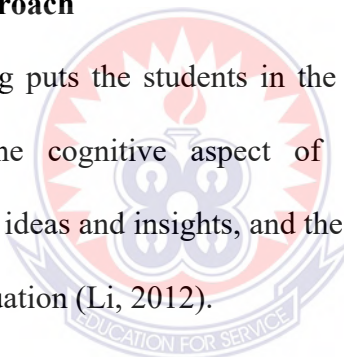 roach
g puts the students in the
ne cognitive aspect of
ideas and insights, and the
uation (Li, 2012).
EDUCATION FOR SERVICE